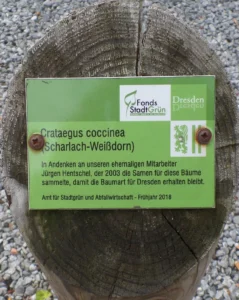 Fonds
StadtGrün
Dresden
Crataegus coccinea
(Scharlach-Weißdorn)
In Andenken an unseren ehemaligen Mitarbeiter
Jürgen Hentschel, der 2003 die Samen für diese Bäume
sammelte, damit die Baumart für Dresden erhalten bleibt.
Amt für Stadtgrün und Abfallwirtschaft - Frühjahr 2018